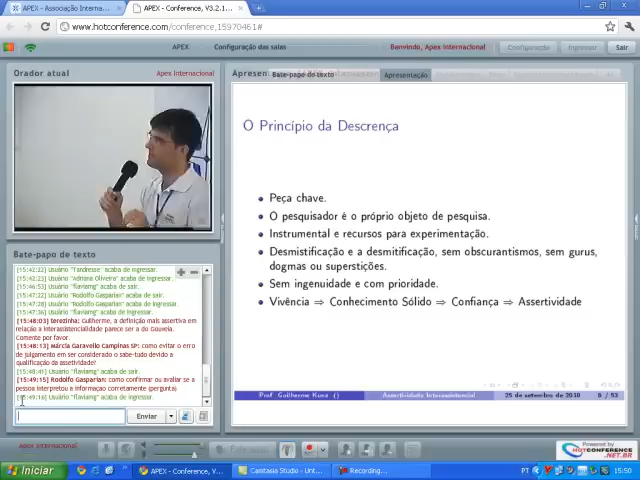 APEX - Associação Internac
APEX - Conference, V3.2.1...
www.hotconference.com/conference,15970461#
APEX
Configuração das salas
Benvindo, Apex Internacional
Configuração
Ingressar
Sair
Orador atual
Apex Internacional
Bate-papo de texto
Apresentação
O Princípio da Descrença
Peça chave.
O pesquisador é o próprio objeto de pesquisa.
Instrumental e recursos para experimentação.
Desmistificação e a desmitificação, sem obscurantismos, sem gurus,
dogmas ou superstições.
Sem ingenuidade e com prioridade.
Vivência ⇒ Conhecimento Sólido ⇒ Confiança ⇒ Assertividade
Prof. Guilherme Kunz ()
Assertividade Interassistencial
25 de setembro de 2010
8 / 53
Bate-papo de texto
[15:42:22] Usuário "Tandresse" acaba de ingressar.
[15:42:23] Usuário "Adriana Oliveira" acaba de ingressar.
[15:46:53] Usuário "flaviamg" acaba de sair.
[15:47:22] Usuário "Rodolfo Gasparian" acaba de sair.
[15:47:28] Usuário "Rodolfo Gasparian" acaba de ingressar.
[15:47:36] Usuário "flaviamg" acaba de ingressar.
[15:48:03] terezinha: Guilherme, a definição mais assertiva em
relação a interassistencialidade parece ser a do Gouveia.
Comente por favor.
[15:48:13] Márcia Garavello Campinas SP: como evitar o erro
de julgamento em ser considerado o sabe-tudo devido a
qualificação da assetividade?
[15:48:41] Usuário "flaviamg" acaba de sair.
[15:49:15] Rodolfo Gasparian: como confirmar ou avaliar se a
pessoa interpretou a informaçao corretamente (pergunta)
[15:49:16] Usuário "flaviamg" acaba de ingressar.
Enviar
Apex Internacional
Powered by
HOTCONFERENCE
.NET.BR
Iniciar
APEX - Conference, V...
Camtasia Studio - Unt...
Recording...
PT
15:50